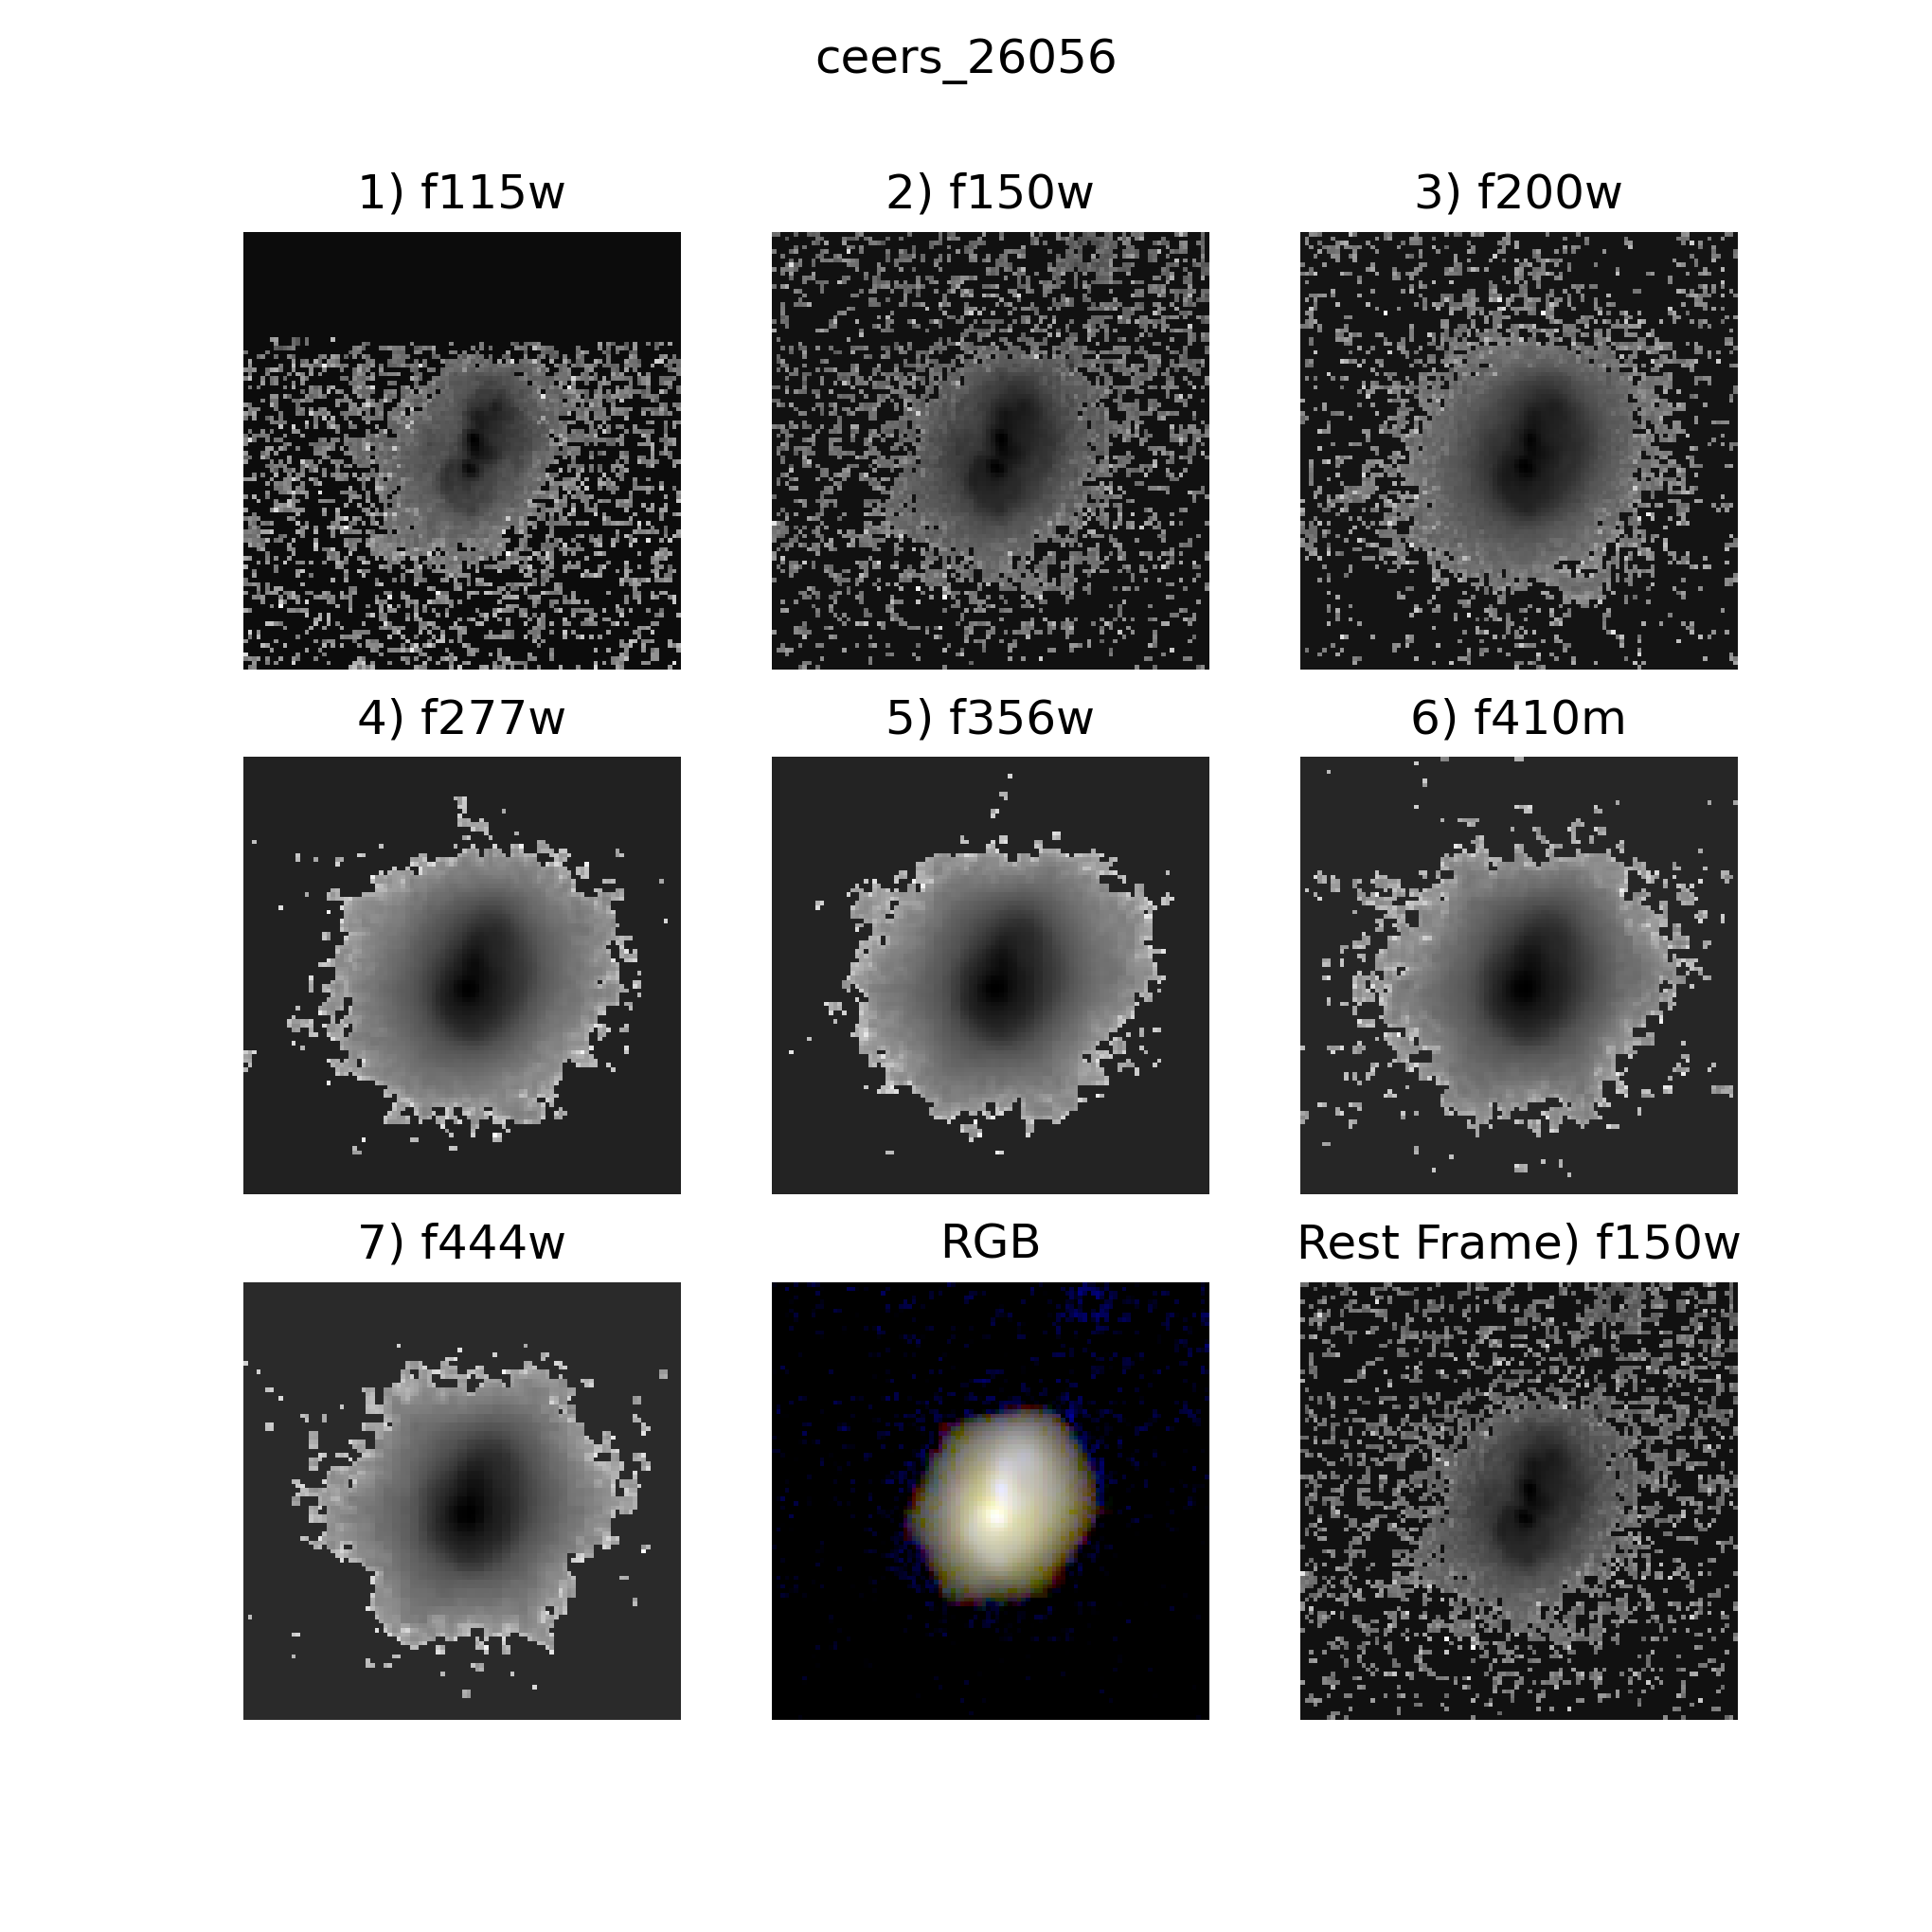 ceers_26056
1) f115w
2) f150w
3) f200w
4) f277w
5) f356w
6) f410m
7) f444w
RGB
Rest Frame) f150w